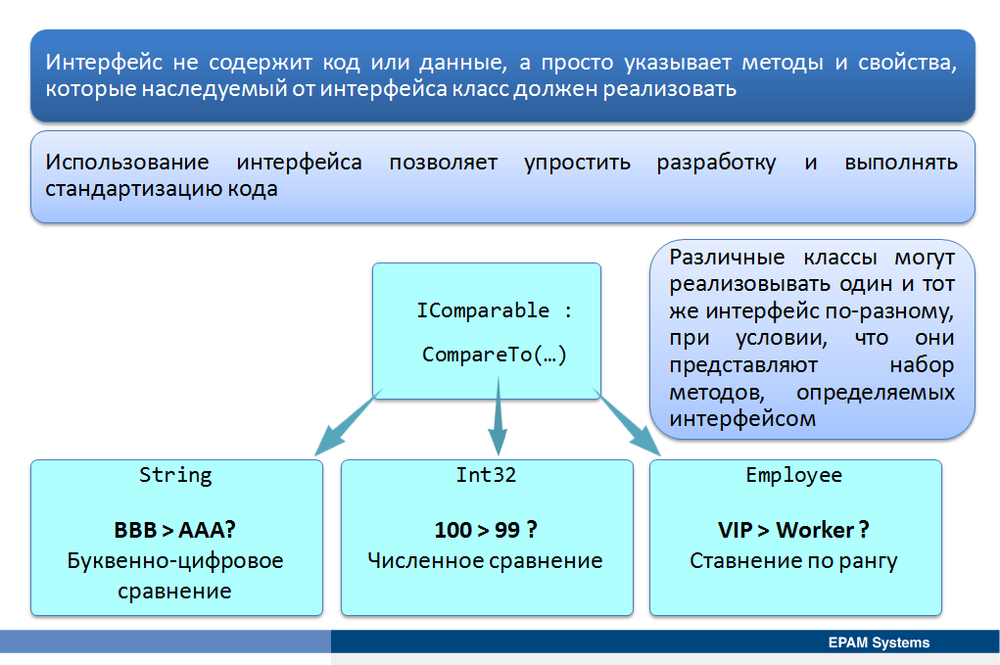 Интерфейс не содержит код или данные, а просто указывает методы и свойства,
которые наследуемый от интерфейса класс должен реализовать
Использование интерфейса позволяет упростить разработку и выполнять
стандартизацию кода
Различные классы могут
реализовывать один и тот
же интерфейс по-разному,
при условии, что они
представляют набор
методов, определяемых
интерфейсом
IComparable :
CompareTo(…)
String
BBB > AAA?
Буквенно-цифровое
сравнение
Int32
100 > 99 ?
Численное сравнение
Employee
VIP > Worker ?
Ставнение по рангу
EPAM Systems